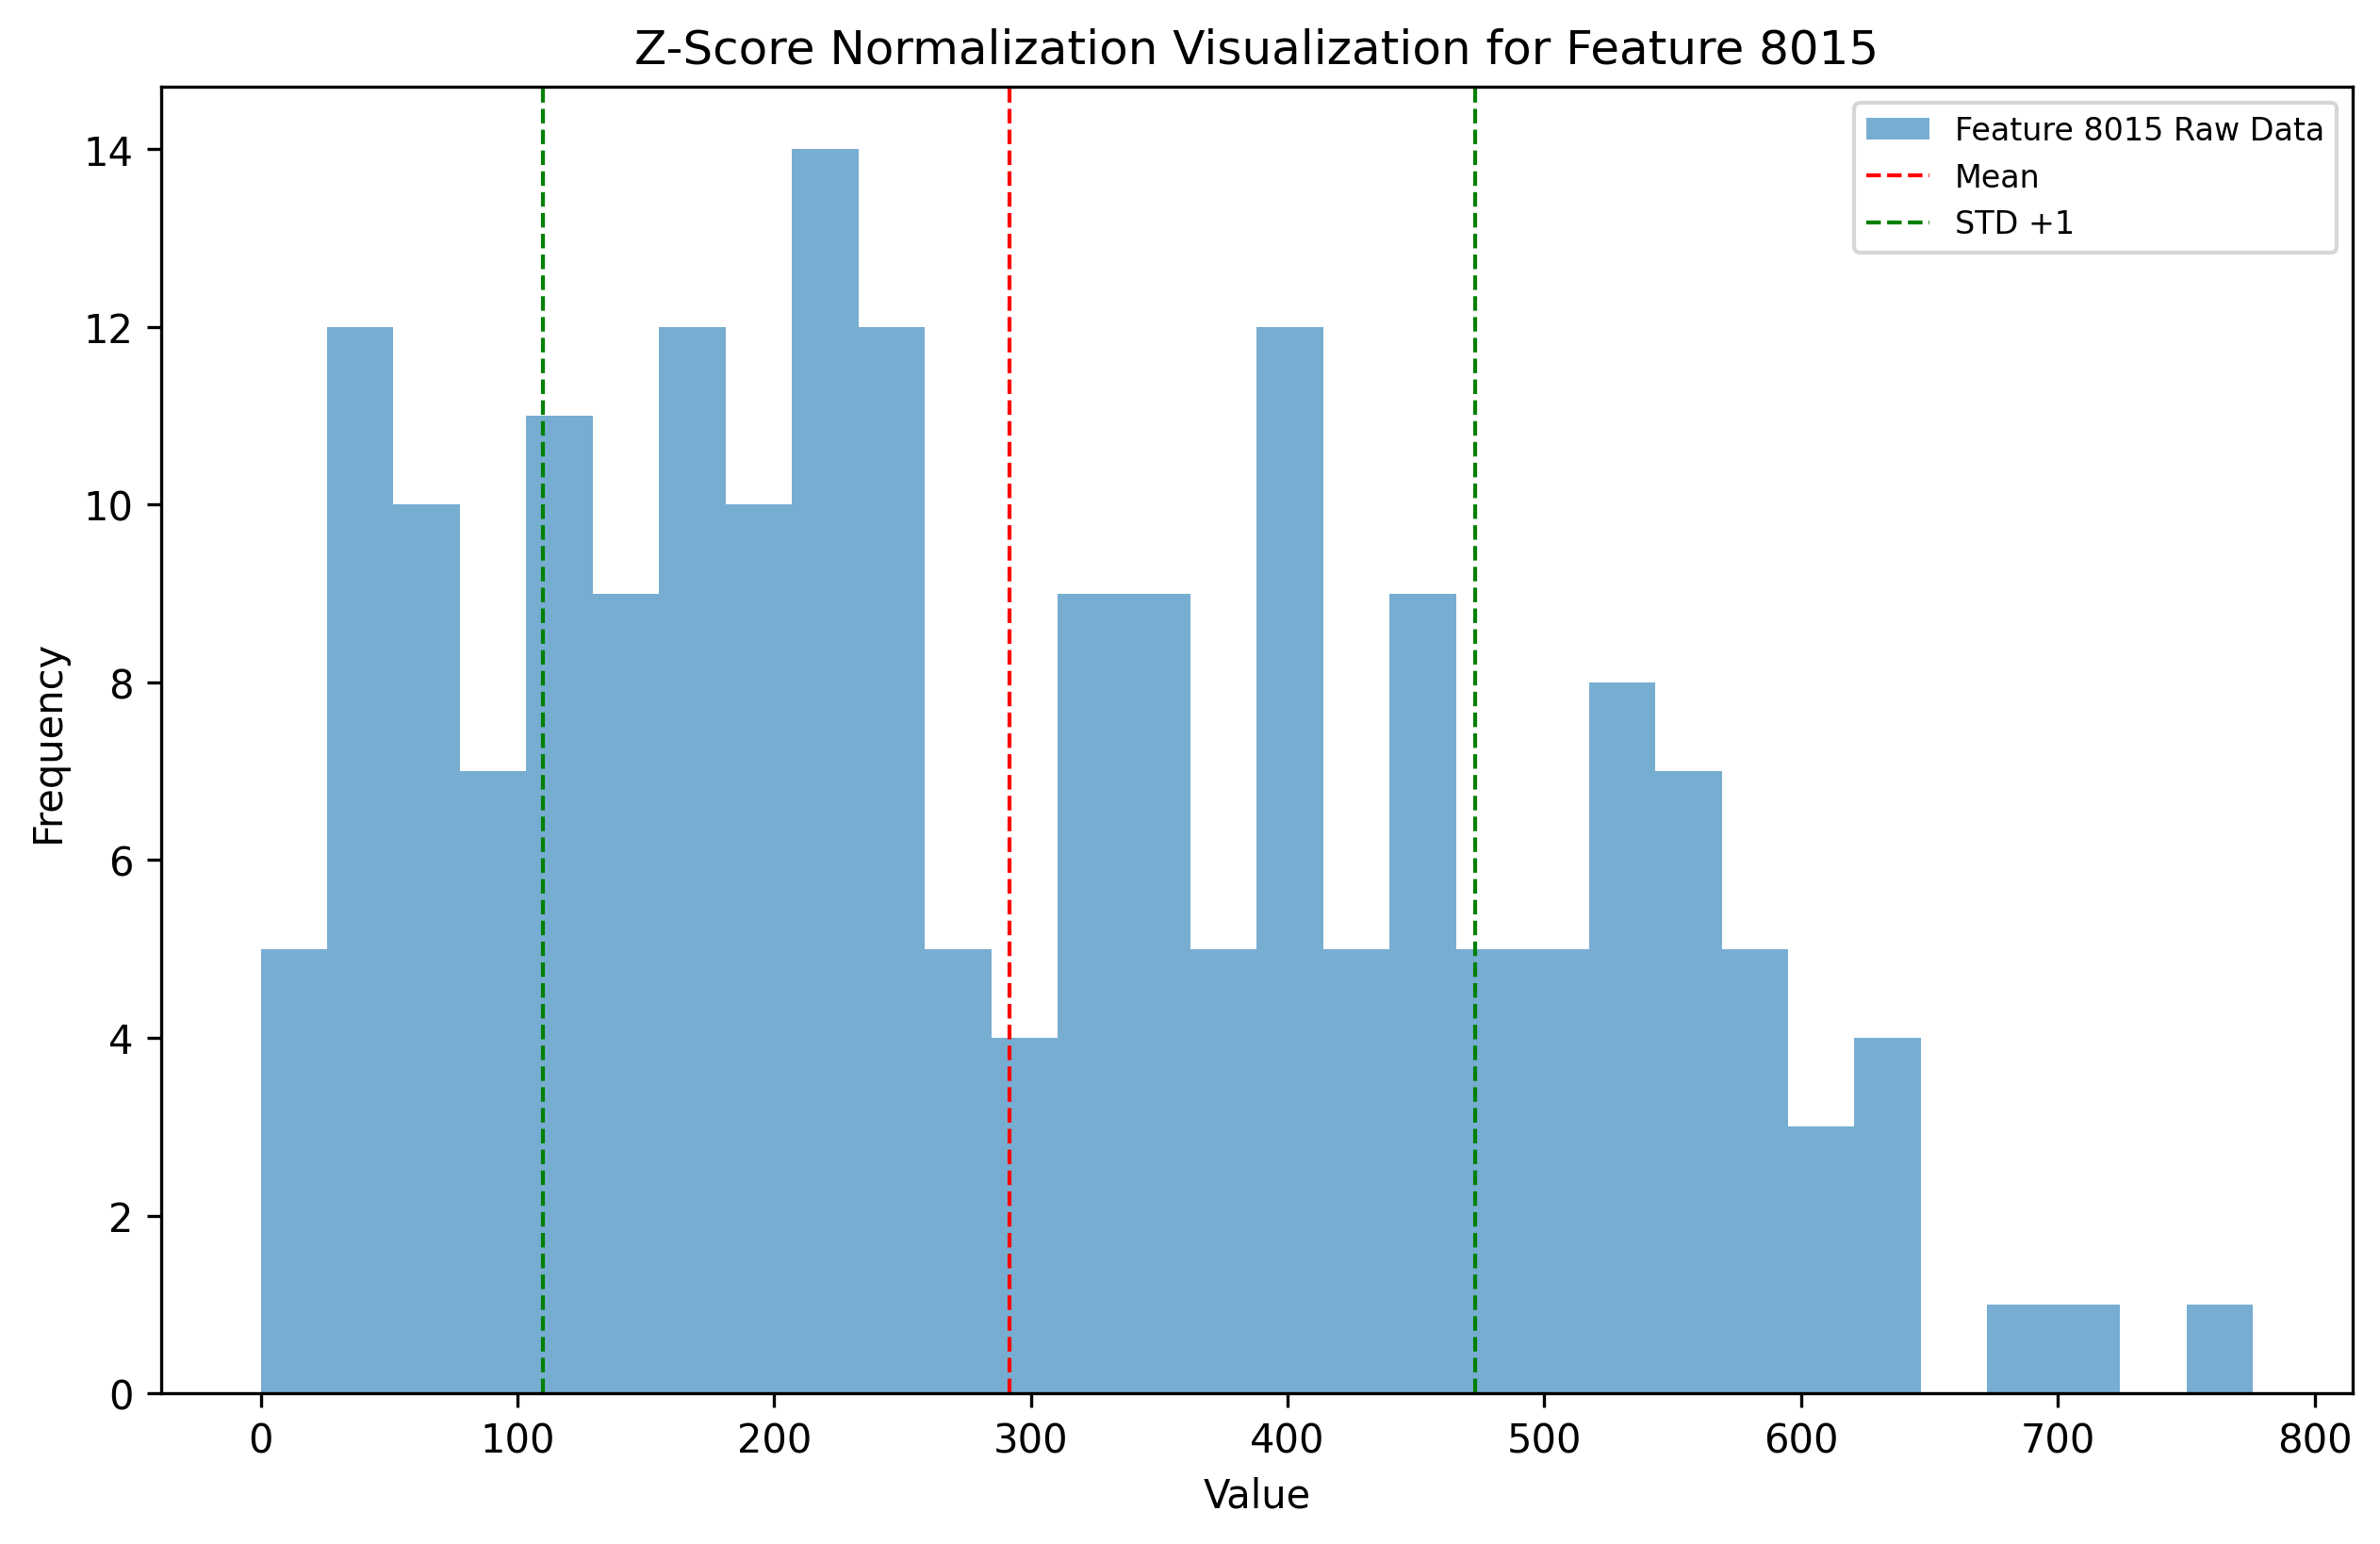 Z-Score Normalization Visualization for Feature 8015
Feature 8015 Raw Data
Mean
STD +1
14
12
10
8
6
4
2
0
Frequency
0 100 200 300 400 500 600 700 800
Value